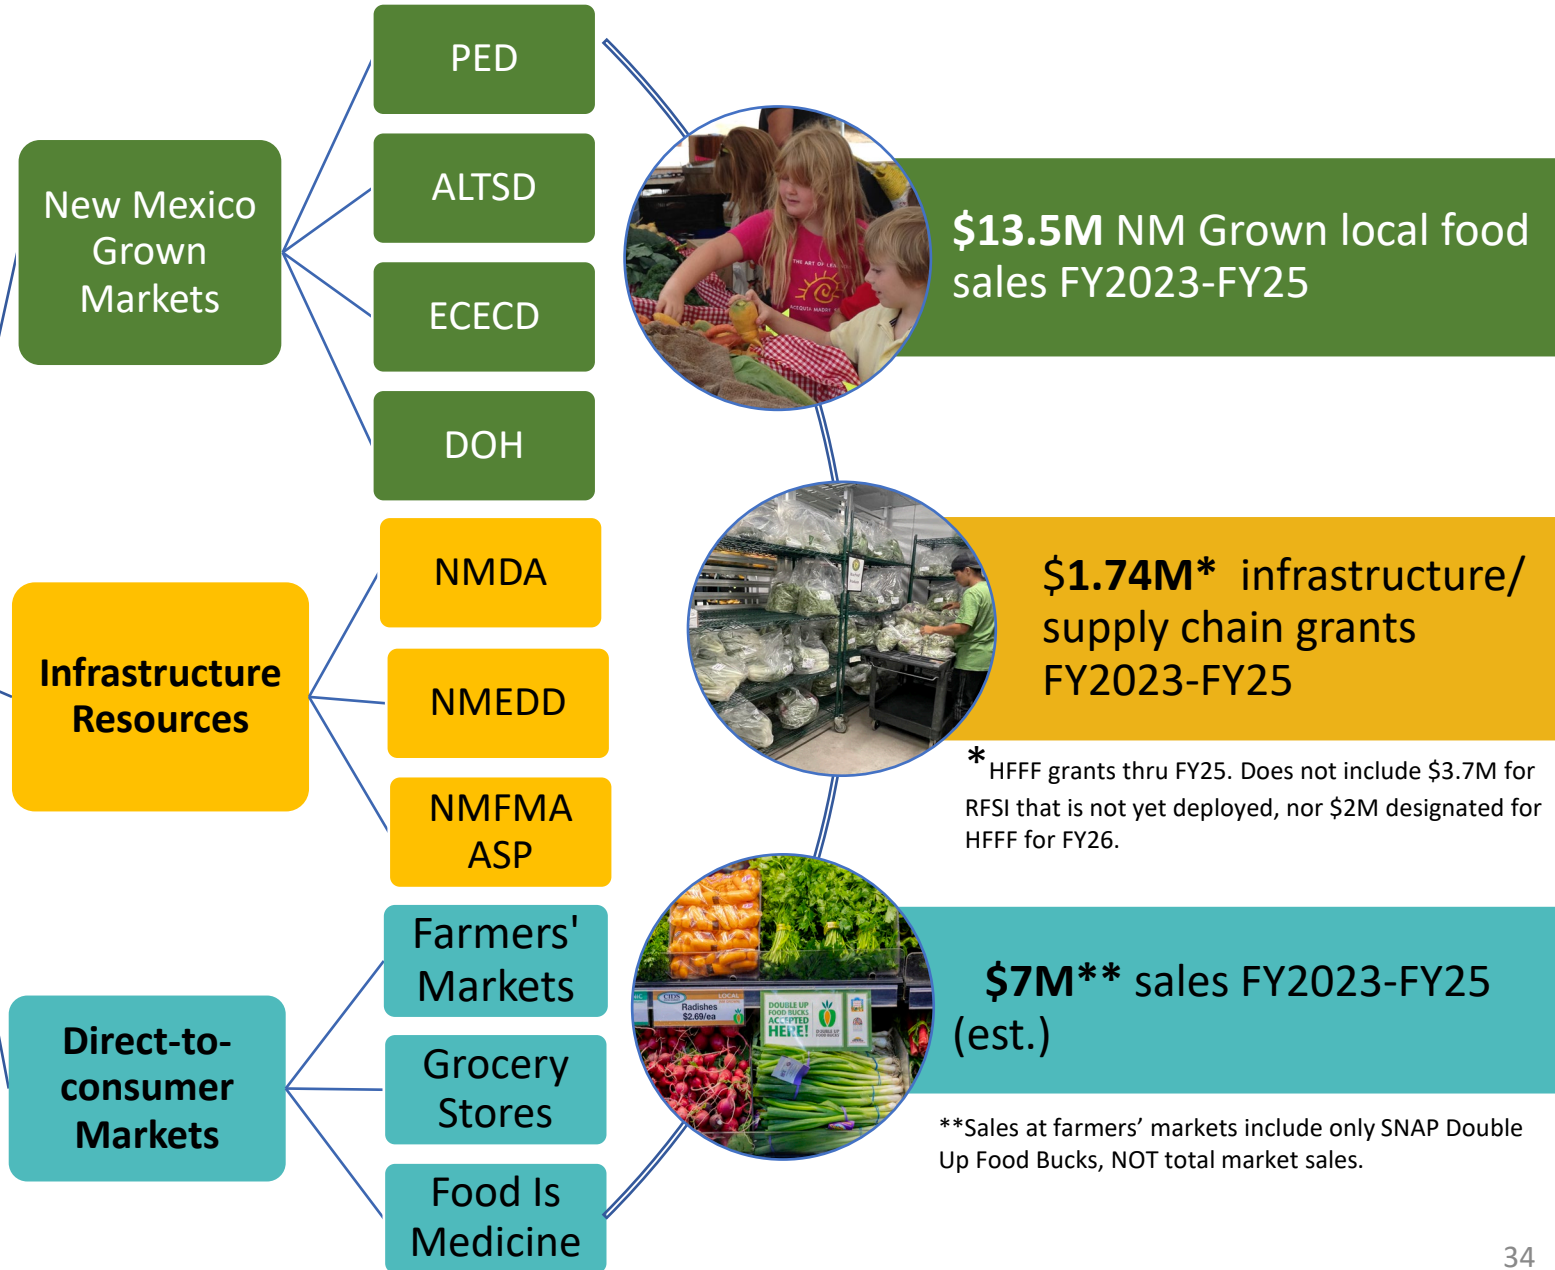 PED
ALTSD
ECECD
DOH
New Mexico
Grown
Markets
$13.5M NM Grown local food
sales FY2023-FY25
NMDA
NMEDD
NMFMA
ASP
Infrastructure
Resources
$1.74M* infrastructure/
supply chain grants
FY2023-FY25
*HFFF grants thru FY25. Does not include $3.7M for
RFSI that is not yet deployed, nor $2M designated for
HFFF for FY26.
Farmers'
Markets
Grocery
Stores
Food Is
Medicine
Direct-to-
consumer
Markets
LOCAL
Radishes
$2.69/ea
DOUBLE UP
FOOD BUCKS
ACCEPTED
HERE!
DOUBLE UP
FOOD BUCKS
$7M** sales FY2023-FY25
(est.)
**Sales at farmers’ markets include only SNAP Double
Up Food Bucks, NOT total market sales.
34